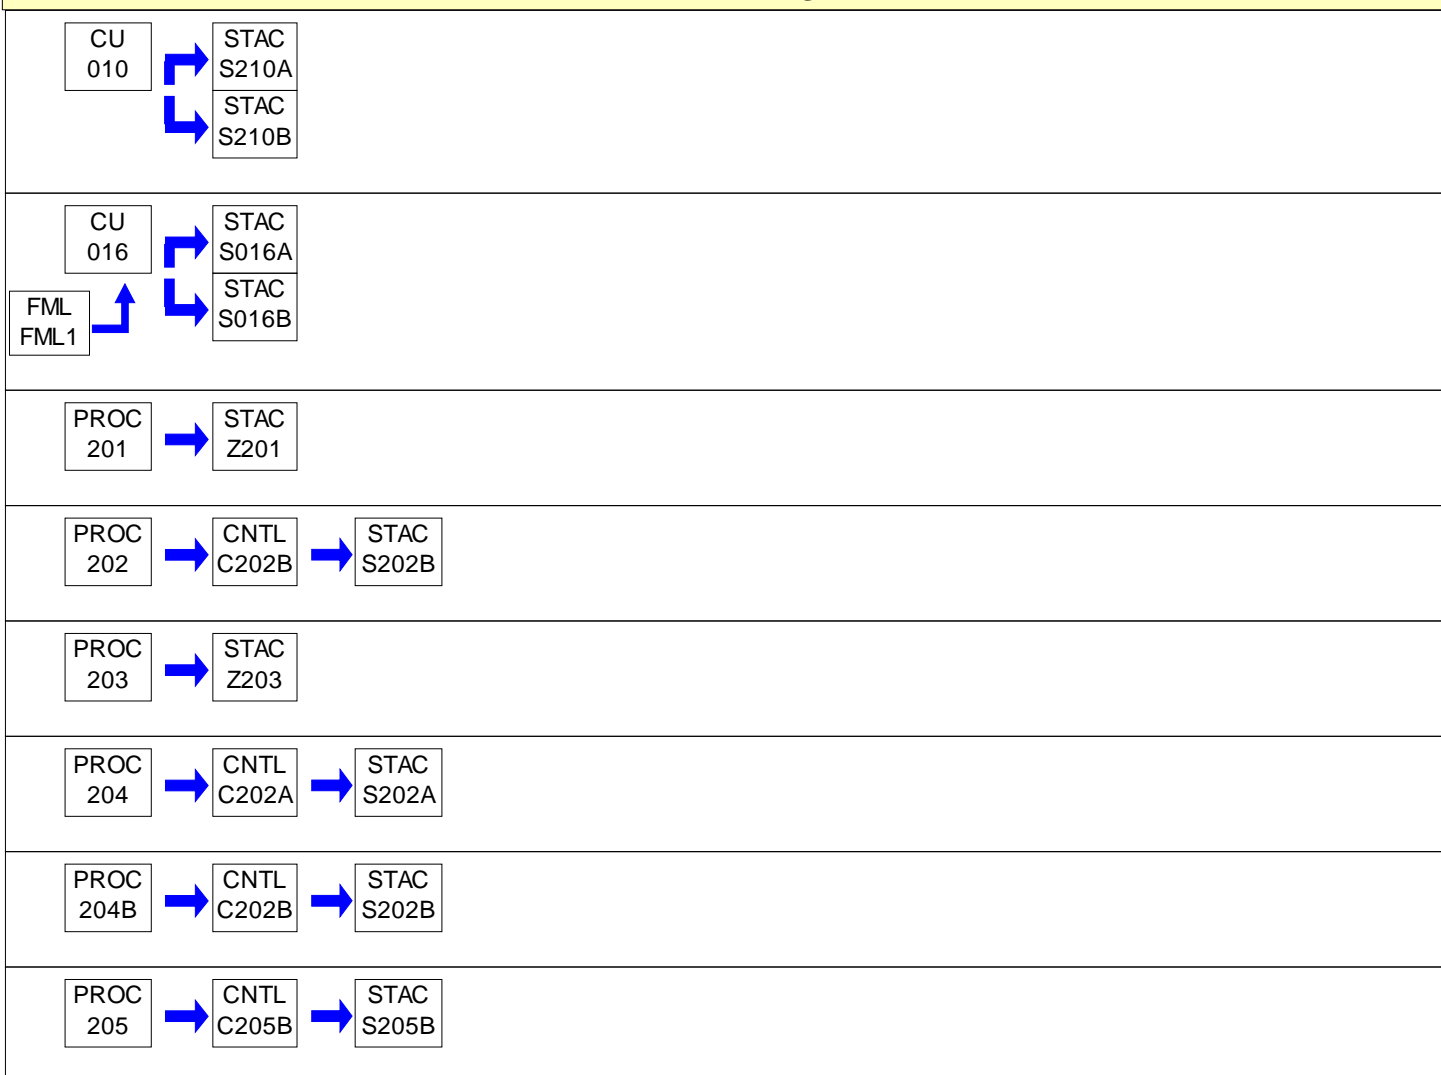 CU
010
STAC
S210A
STAC
S210B
CU
016
STAC
S016A
STAC
S016B
FML
FML1
PROC
201
STAC
Z201
PROC
202
CNTL
C202B
STAC
S202B
PROC
203
STAC
Z203
PROC
204
CNTL
C202A
STAC
S202A
PROC
204B
CNTL
C202B
STAC
S202B
PROC
205
CNTL
C205B
STAC
S205B